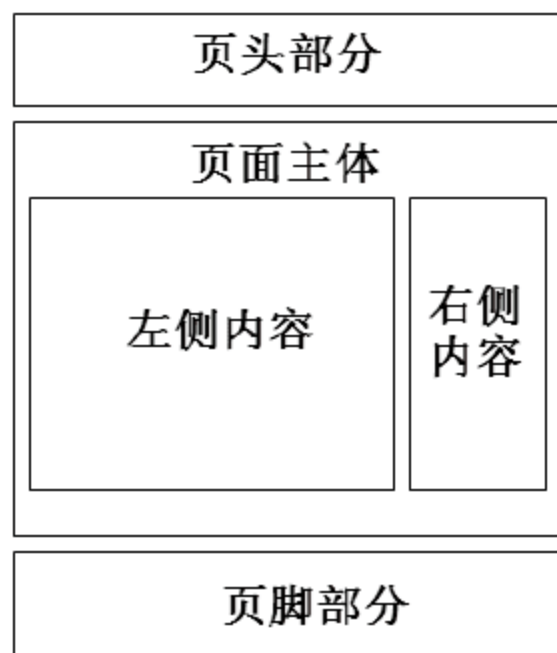 页头部分
页面主体
左侧内容
右侧
内容
页脚部分